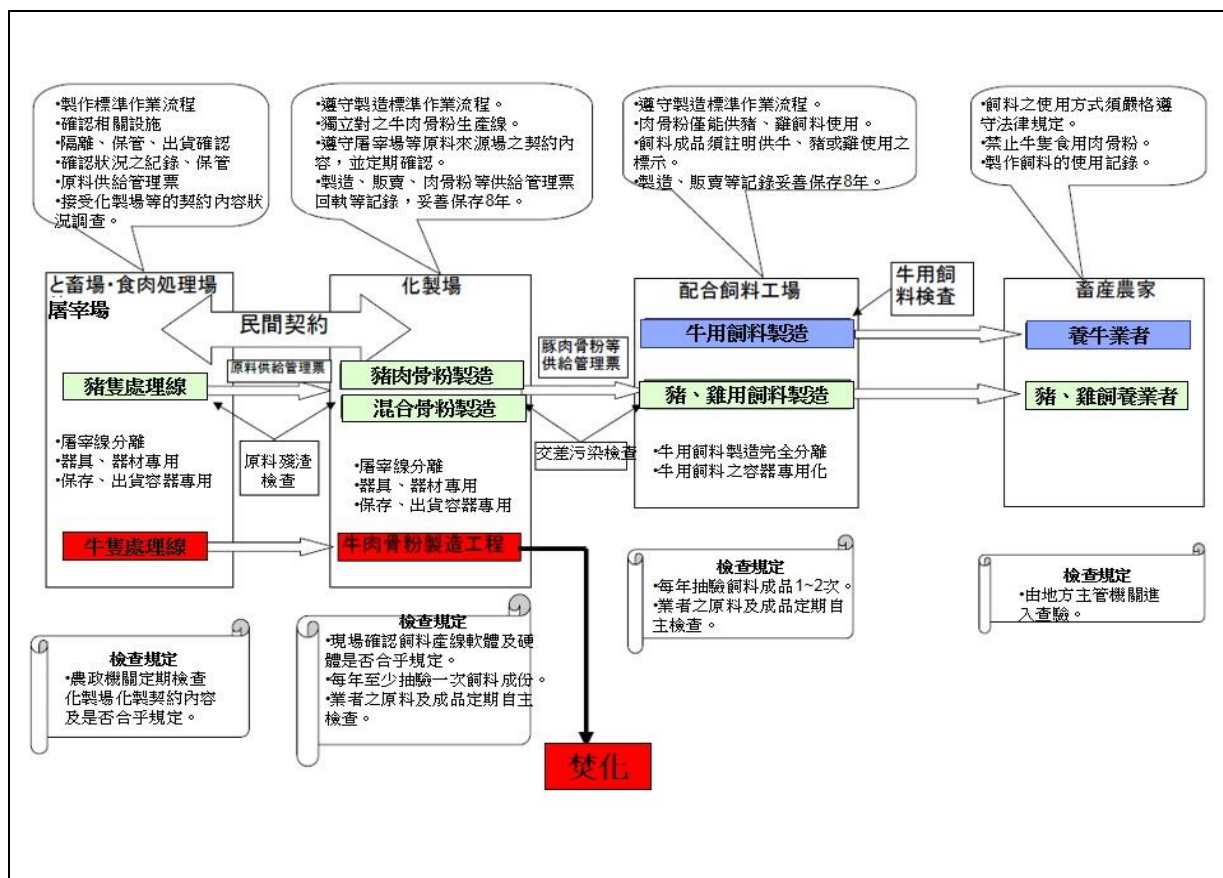 •製作標準作業流程
•確認相關設施
•隔離、保管、出貨確認
•確認狀況之紀錄、保管
•原料供給管理票
•接受化製場等的契約內容狀
況調查。
•遵守製造標準作業流程。
•獨立對之牛肉骨粉生產線。
•遵守屠宰場等原料來源場之契約內
容，並定期確認。
•製造、販賣、肉骨粉等供給管理票
回執等記錄，妥善保存8年。
•遵守製造標準作業流程。
•肉骨粉僅能供豬、雞飼料使用。
•飼料成品須註明供牛、豬或雞使用之
標示。
•製造、販賣等記錄妥善保存8年。
•飼料之使用方式須嚴格遵
守法律規定。
•禁止牛隻食用肉骨粉。
•製作飼料的使用記錄。
と畜場・食肉処理場
屠宰場
化製場
配合飼料工場
牛用飼
料検査
畜産農家
民間契約
原料供給管理票
豚肉骨粉等
供給管理票
牛用飼料製造
養牛業者
豬隻處理線
豬肉骨粉製造
混合骨粉製造
豬、雞用飼料製造
豬、雞飼養業者
•屠宰線分離
•器具、器材專用
•保存、出貨容器專用
原料殘渣
檢查
•屠宰線分離
•器具、器材專用
•保存、出貨容器專用
交差污染檢查
•牛用飼料製造完全分離
•牛用飼料之容器專用化
牛隻處理線
牛肉骨粉製造工程
檢查規定
•農政機關定期檢查
化製場化製契約內容
及是否合乎規定。
檢查規定
•現場確認飼料產線軟體及硬
體是否合乎規定。
•每年至少抽驗一次飼料成份。
•業者之原料及成品定期自主
檢查。
檢查規定
•每年抽驗飼料成品1~2次。
•業者之原料及成品定期自
主檢查。
檢查規定
•由地方主管機關進
入查驗。
焚化